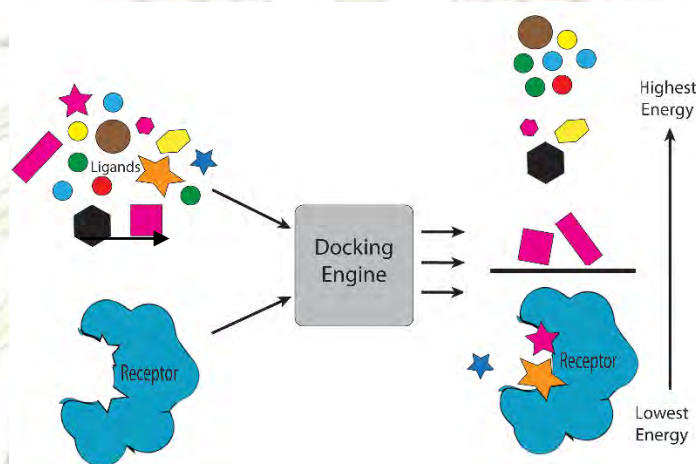 Ligands
Receptor
Docking
Engine
Receptor
Highest
Energy
Lowest
Energy